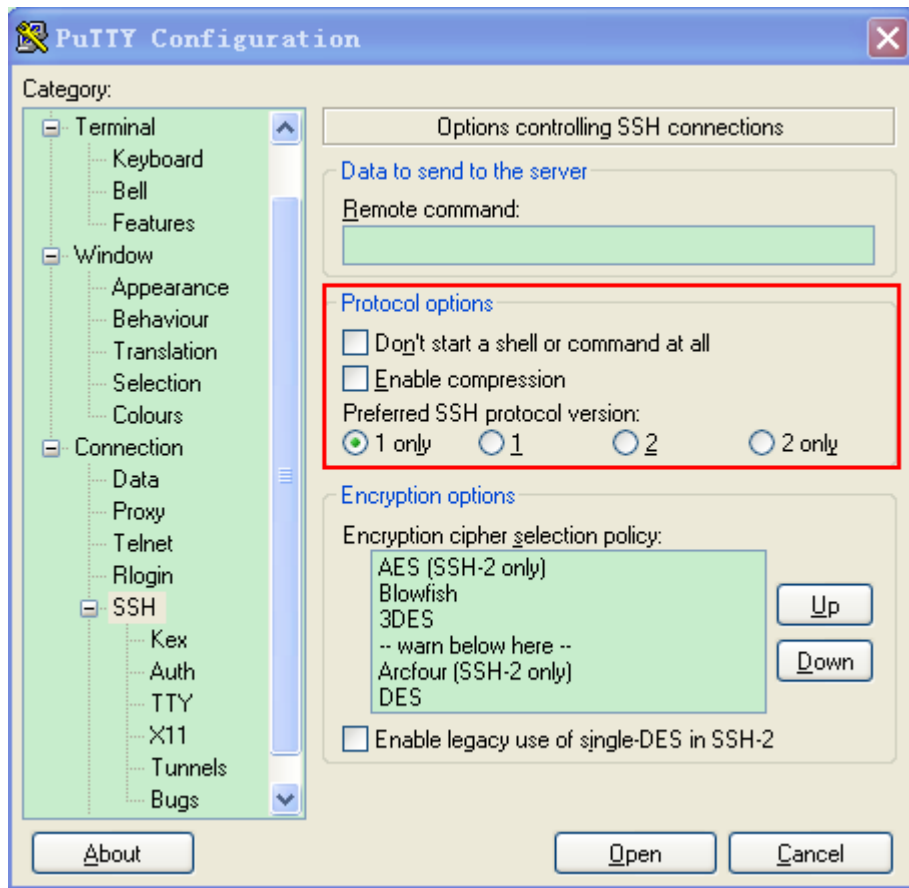 PuTTY Configuration
Category:
Terminal
Keyboard
Bell
Features
Window
Appearance
Behaviour
Translation
Selection
Colours
Connection
Data
Proxy
Telnet
Rlogin
SSH
Kex
Auth
TTY
X11
Tunnels
Bugs
Options controlling SSH connections
Data to send to the server
Remote command:
Protocol options
Don't start a shell or command at all
Enable compression
Preferred SSH protocol version:
1 only 1 2 2 only
Encryption options
Encryption cipher selection policy:
AES (SSH-2 only)
Blowfish
3DES
-- warn below here --
Arcfour (SSH-2 only)
DES
Up
Down
Enable legacy use of single-DES in SSH-2
About Open Cancel